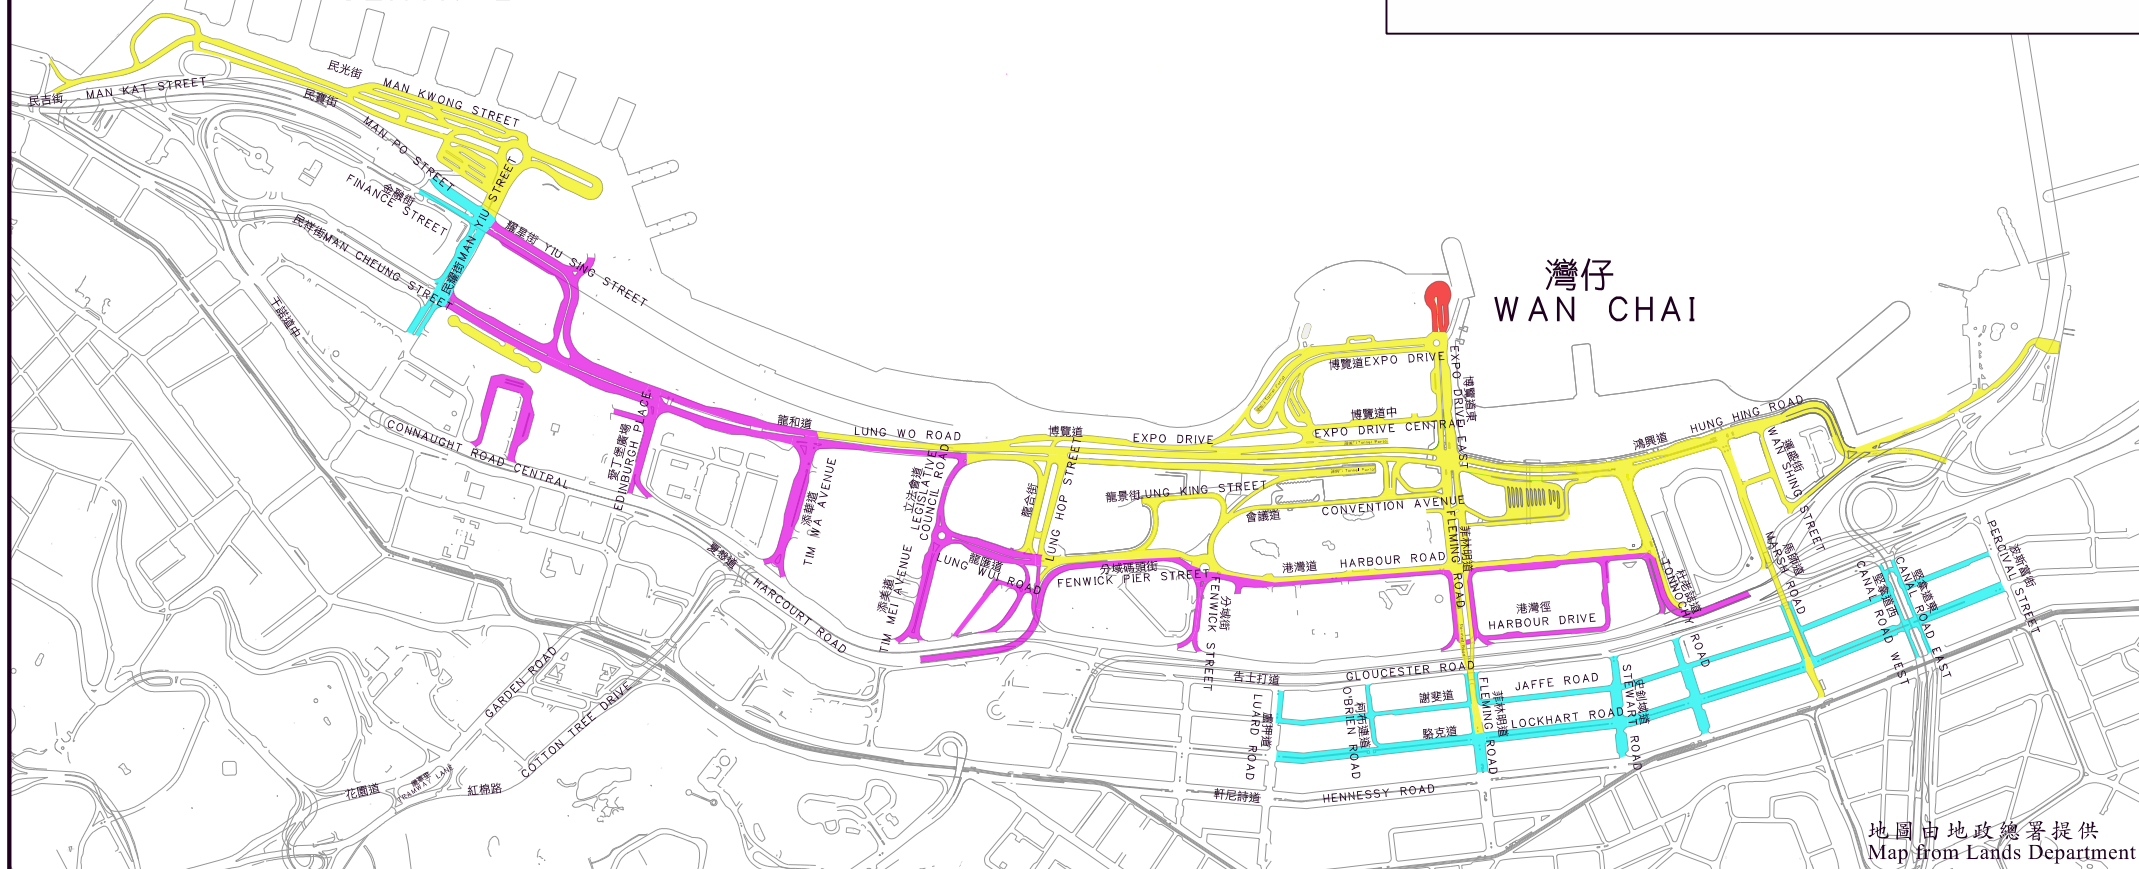 民光街
MAN KWONG STREET
民吉街
MAN KAT STREET
民寶街
MAN PO STREET
金融街
FINANCE STREET
民耀街 MAN YIU STREET
耀星街 YIU SING STREET
民祥街 MAN CHEUNG STREET
干諾道中
CONNAUGHT ROAD CENTRAL
愛丁堡廣場
EDINBURGH PLACE
龍和道
LUNG WO ROAD
添華道
TIM WA AVENUE
立法會道
LEGISLATIVE
COUNCIL ROAD
添美道
TIM MEI AVENUE
龍匯道
LUNG WUI ROAD
龍合街
LUNG HOP STREET
夏慤道
HARCOURT ROAD
博覽道
EXPO DRIVE
灣仔
WAN CHAI
博覽道 EXPO DRIVE
博覽道東
EXPO DRIVE EAST
博覽道中
EXPO DRIVE CENTRAL
龍景街 LUNG KING STREET
會議道
CONVENTION AVENUE
港灣道
HARBOUR ROAD
分域碼頭街
FENWICK PIER STREET
分域街
FENWICK STREET
菲林明道
FLEMING ROAD
港灣徑
HARBOUR DRIVE
鴻興道
HUNG HING ROAD
運盛街
WAN SHING STREET
馬師道
MARSH ROAD
杜老誌道
TONNOCHY ROAD
堅拿道西
CANAL ROAD WEST
堅拿道東
CANAL ROAD EAST
波斯富街
PERCIVAL STREET
告士打道
GLOUCESTER ROAD
謝斐道
JAFFE ROAD
駱克道
LOCKHART ROAD
盧押道
LUARD ROAD
柯布連道
O'BRIEN ROAD
菲林明道
FLEMING ROAD
史釗域道
STEWART ROAD
軒尼詩道
HENNESSY ROAD
GARDEN ROAD
花園道
TRAMWAY LANE
紅棉路
COTTON TREE DRIVE
地圖由地政總署提供
Map from Lands Department